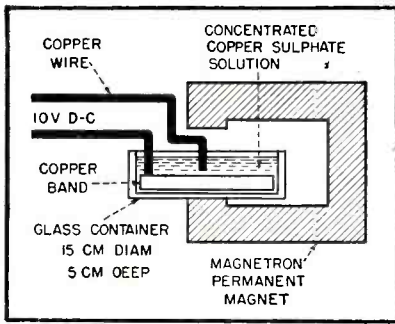 COPPER
WIRE
CONCENTRATED
COPPER SULPHATE
SOLUTION
10V D-C
COPPER
BAND
GLASS CONTAINER
15 CM DIAM
5 CM DEEP
MAGNETRON
PERMANENT
MAGNET